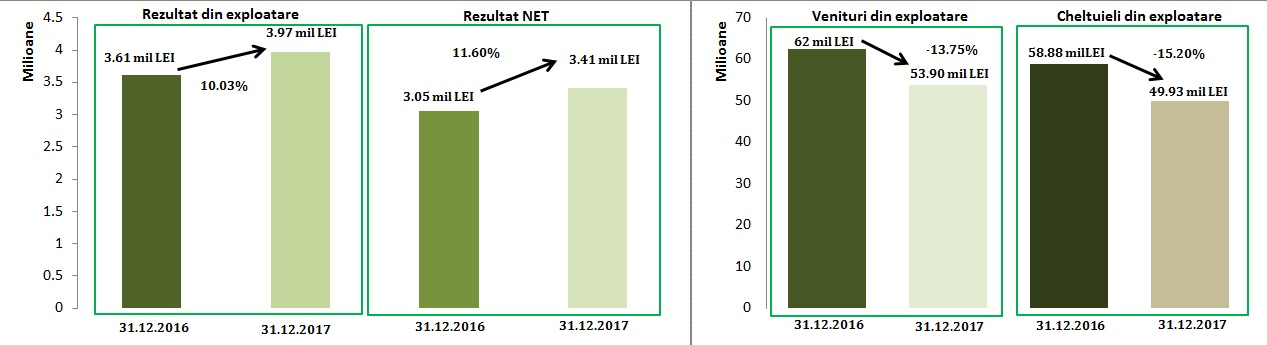 Rezultat din exploatare
Rezultat NET
Milioane
4.5
4
3.5
3
2.5
2
1.5
1
0.5
0
3.61 mil LEI
3.97 mil LEI
10.03%
31.12.2016
31.12.2017
11.60%
3.05 mil LEI
3.41 mil LEI
31.12.2016
31.12.2017
Venituri din exploatare
Cheltuieli din exploatare
Milioane
70
60
50
40
30
20
10
0
62 mil LEI
-13.75%
53.90 mil LEI
31.12.2016
31.12.2017
58.88 milLEI
-15.20%
49.93 mil LEI
31.12.2016
31.12.2017